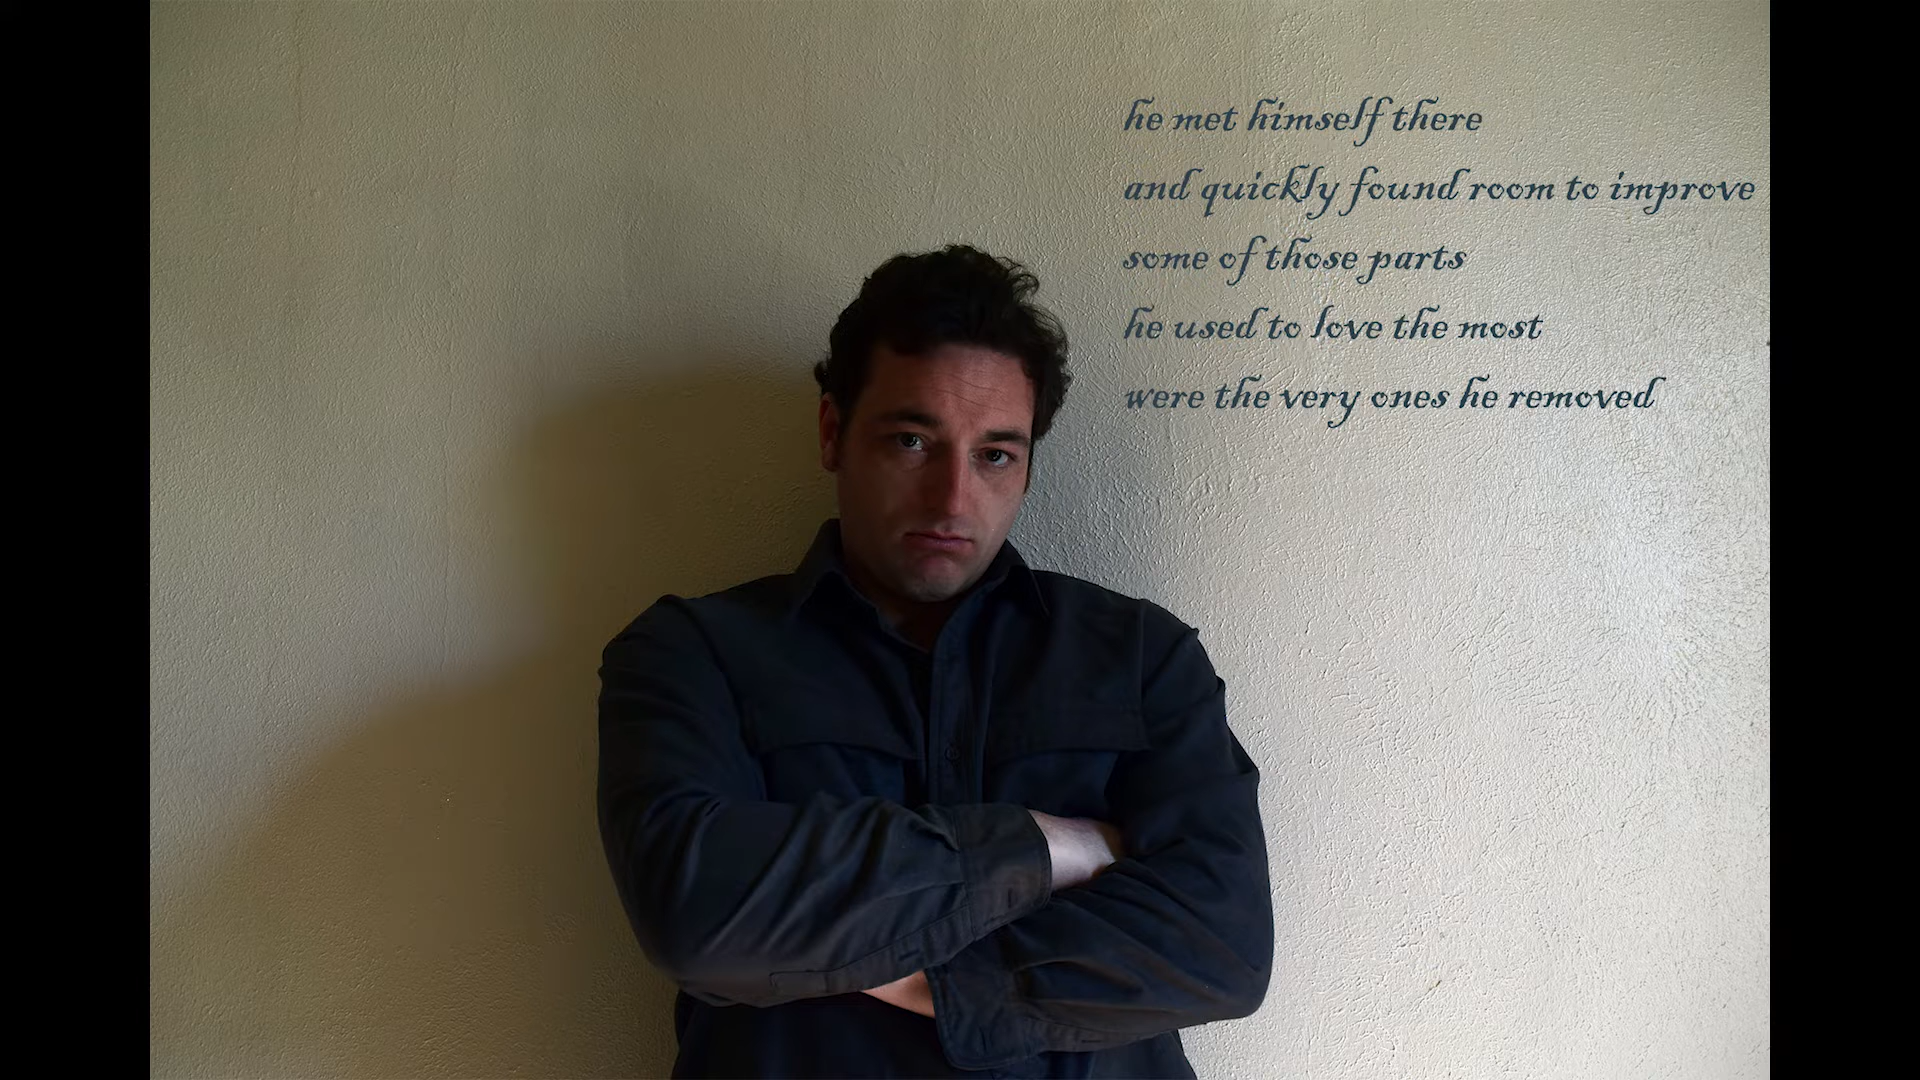 he met himself there
and quickly found room to improve
some of those parts
he used to love the most
were the very ones he removed